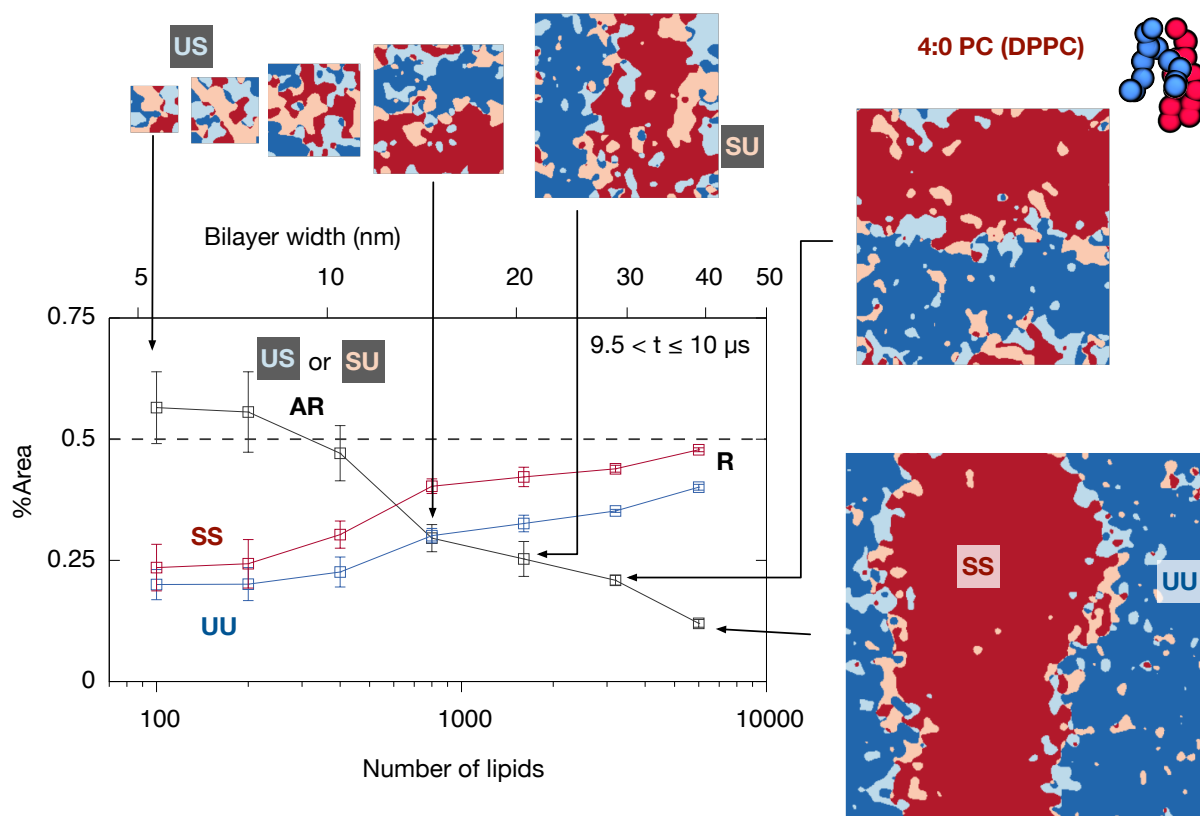 US
4:0 PC (DPPC)
SU
Bilayer width (nm)
5 10 20 30 40 50
0.75
9.5 < t ≤ 10 µs
US or SU
AR
0.5
R
%Area
SS
0.25
UU
0
100 1000 10000
Number of lipids
SS
UU